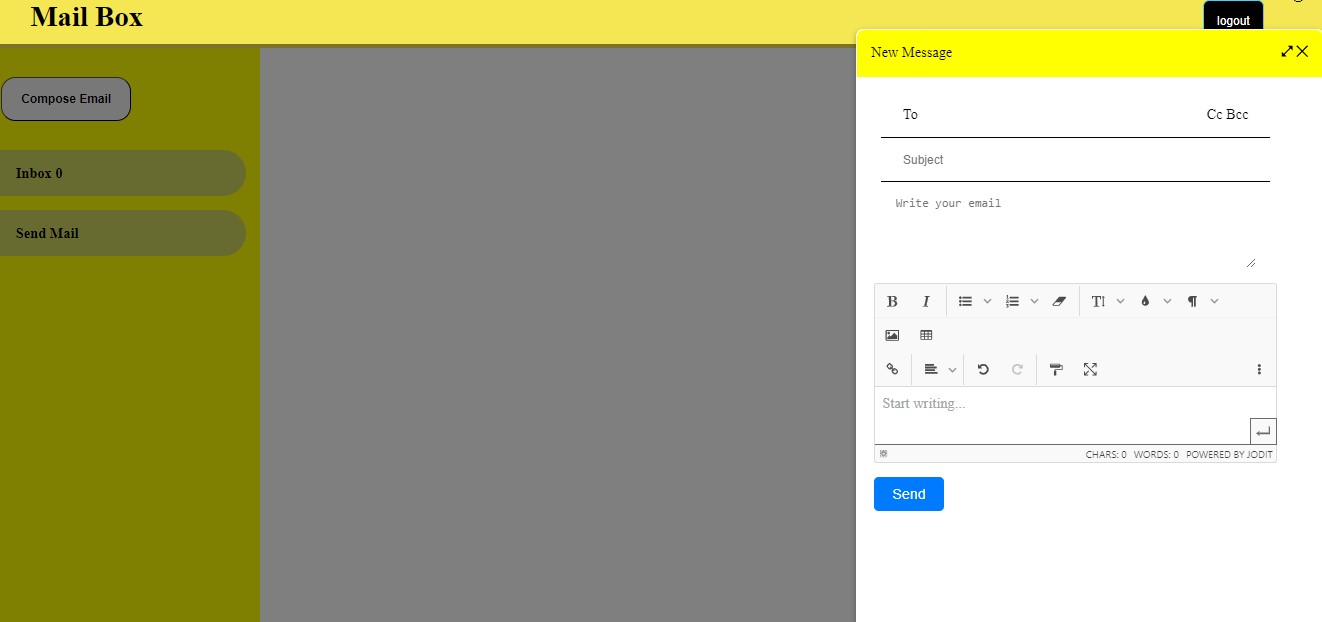 Mail Box
logout
New Message
Compose Email
To
Cc Bcc
Subject
Inbox 0
Write your email
Send Mail
B I
Start writing...
CHARS: 0 WORDS: 0 POWERED BY JODIT
Send